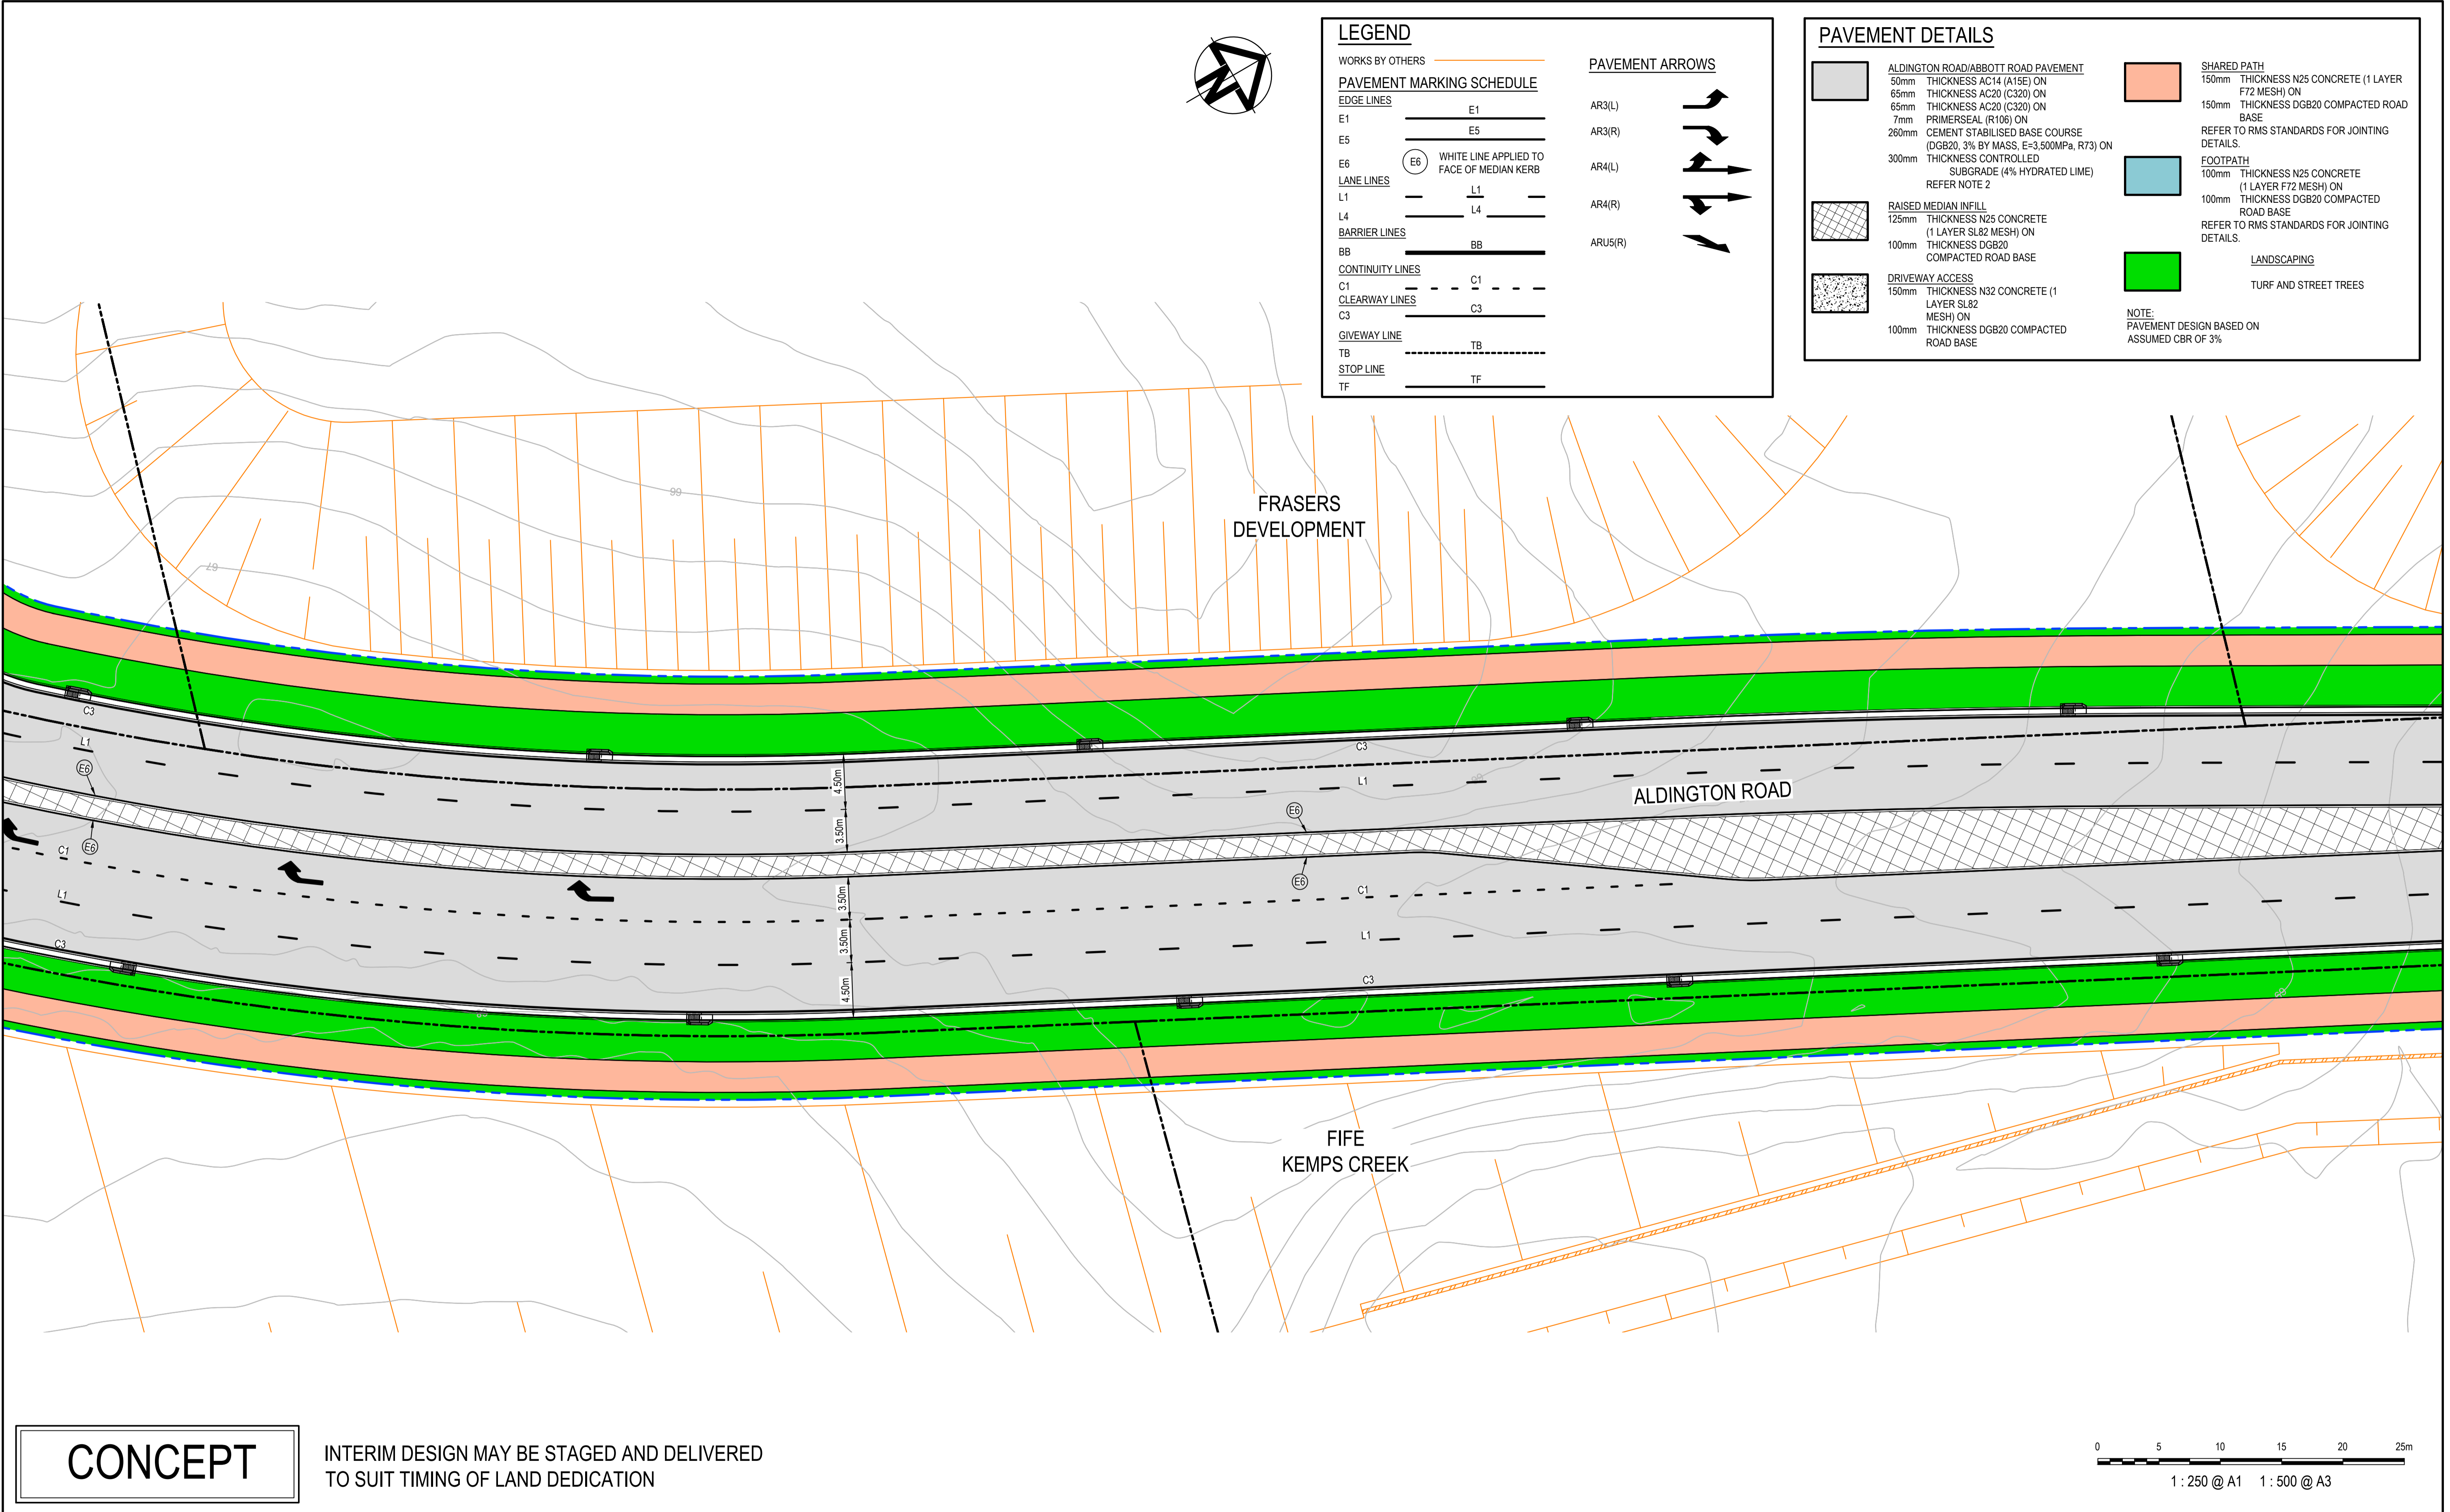 LEGEND
WORKS BY OTHERS
PAVEMENT MARKING SCHEDULE
EDGE LINES
E1 E1
E5 E5
E6 E6 WHITE LINE APPLIED TO
FACE OF MEDIAN KERB
LANE LINES
L1 L1
L4 L4
BARRIER LINES
BB BB
CONTINUITY LINES
C1 C1
CLEARWAY LINES
C3 C3
GIVEWAY LINE
TB TB
STOP LINE
TF TF
PAVEMENT ARROWS
AR3(L)
AR3(R)
AR4(L)
AR4(R)
ARU5(R)
PAVEMENT DETAILS
ALDINGTON ROAD/ABBOTT ROAD PAVEMENT
50mm THICKNESS AC14 (A15E) ON
65mm THICKNESS AC20 (C320) ON
65mm THICKNESS AC20 (C320) ON
7mm PRIMERSEAL (R106) ON
260mm CEMENT STABILISED BASE COURSE
(DGB20, 3% BY MASS, E=3,500MPa, R73) ON
300mm THICKNESS CONTROLLED
SUBGRADE (4% HYDRATED LIME)
REFER NOTE 2
RAISED MEDIAN INFILL
125mm THICKNESS N25 CONCRETE
(1 LAYER SL82 MESH) ON
100mm THICKNESS DGB20
COMPACTED ROAD BASE
DRIVEWAY ACCESS
150mm THICKNESS N32 CONCRETE (1
LAYER SL82
MESH) ON
100mm THICKNESS DGB20 COMPACTED
ROAD BASE
SHARED PATH
150mm THICKNESS N25 CONCRETE (1 LAYER
F72 MESH) ON
150mm THICKNESS DGB20 COMPACTED ROAD
BASE
REFER TO RMS STANDARDS FOR JOINTING
DETAILS.
FOOTPATH
100mm THICKNESS N25 CONCRETE
(1 LAYER F72 MESH) ON
100mm THICKNESS DGB20 COMPACTED
ROAD BASE
REFER TO RMS STANDARDS FOR JOINTING
DETAILS.
LANDSCAPING
TURF AND STREET TREES
NOTE:
PAVEMENT DESIGN BASED ON
ASSUMED CBR OF 3%
N
66
FRASERS
DEVELOPMENT
67
C3
L1
E6
E6
C1
L1
C3
4.50m
3.50m
3.50m
3.50m
4.50m
C3
L1
E6
E6
C1
L1
C3
ALDINGTON ROAD
FIFE
KEMPS CREEK
CONCEPT
INTERIM DESIGN MAY BE STAGED AND DELIVERED
TO SUIT TIMING OF LAND DEDICATION
0 5 10 15 20 25m
1 : 250 @ A1 1 : 500 @ A3